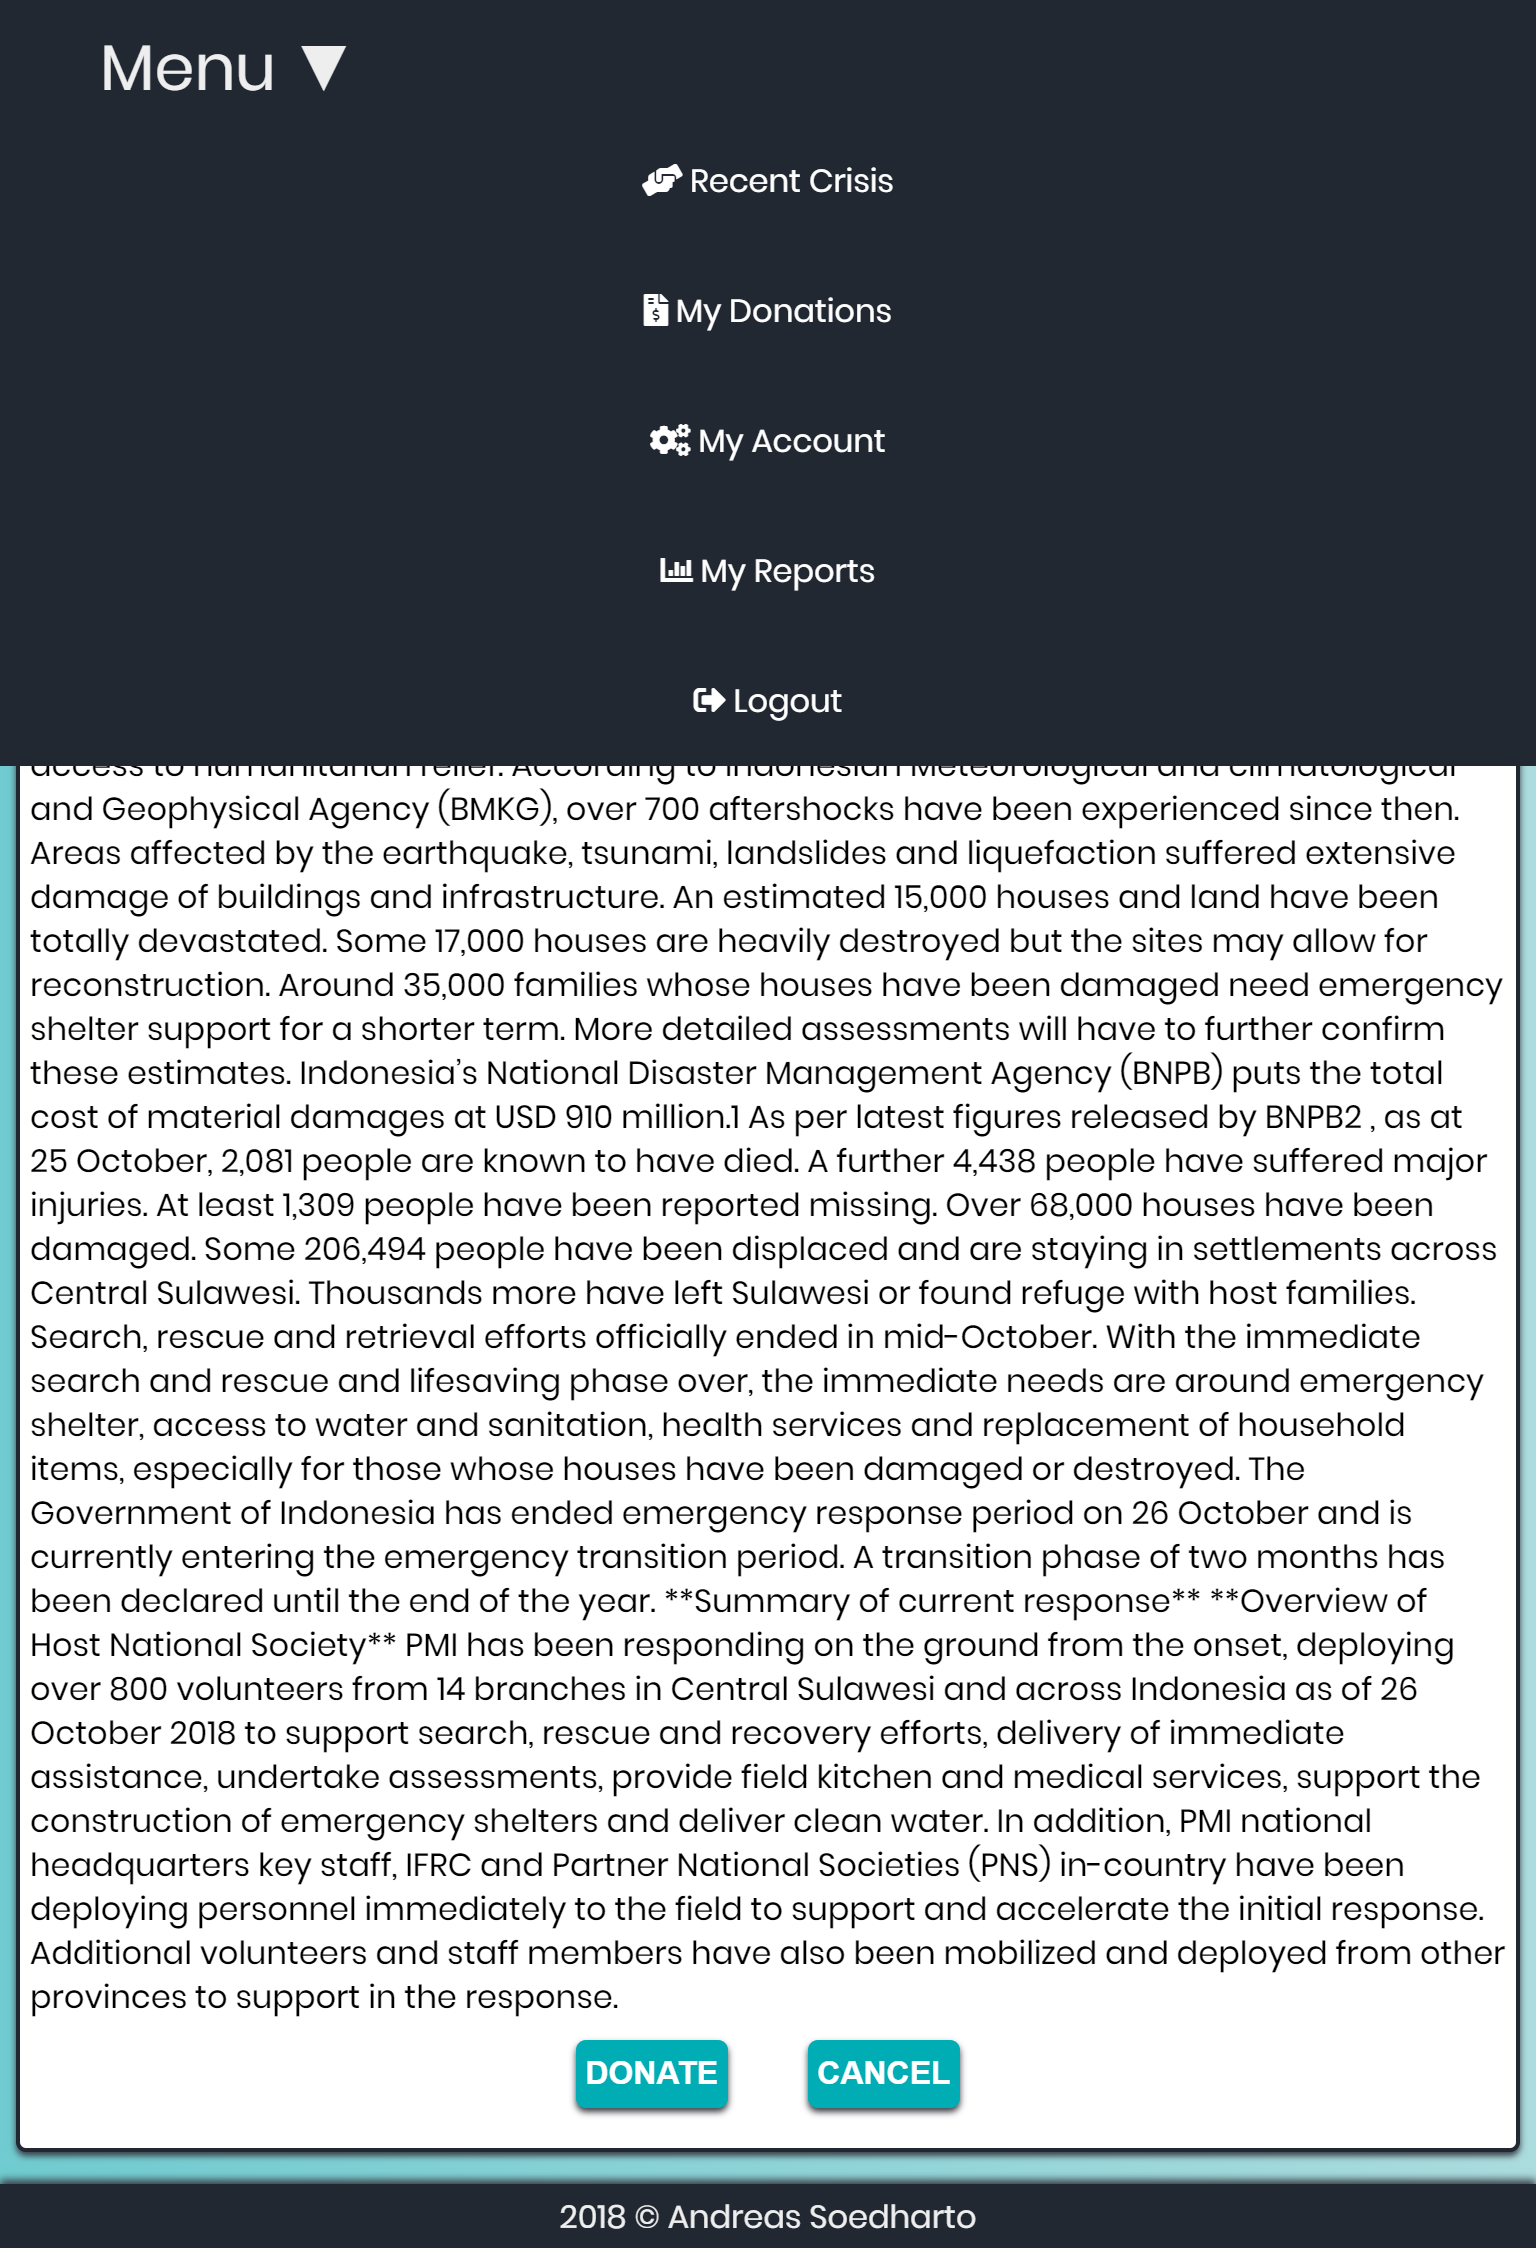 Menu ▼
Recent Crisis
My Donations
My Account
My Reports
Logout
access to humanitarian relief. According to Indonesian Meteorological and climatological
and Geophysical Agency (BMKG), over 700 aftershocks have been experienced since then.
Areas affected by the earthquake, tsunami, landslides and liquefaction suffered extensive
damage of buildings and infrastructure. An estimated 15,000 houses and land have been
totally devastated. Some 17,000 houses are heavily destroyed but the sites may allow for
reconstruction. Around 35,000 families whose houses have been damaged need emergency
shelter support for a shorter term. More detailed assessments will have to further confirm
these estimates. Indonesia’s National Disaster Management Agency (BNPB) puts the total
cost of material damages at USD 910 million.1 As per latest figures released by BNPB2 , as at
25 October, 2,081 people are known to have died. A further 4,438 people have suffered major
injuries. At least 1,309 people have been reported missing. Over 68,000 houses have been
damaged. Some 206,494 people have been displaced and are staying in settlements across
Central Sulawesi. Thousands more have left Sulawesi or found refuge with host families.
Search, rescue and retrieval efforts officially ended in mid-October. With the immediate
search and rescue and lifesaving phase over, the immediate needs are around emergency
shelter, access to water and sanitation, health services and replacement of household
items, especially for those whose houses have been damaged or destroyed. The
Government of Indonesia has ended emergency response period on 26 October and is
currently entering the emergency transition period. A transition phase of two months has
been declared until the end of the year. **Summary of current response** **Overview of
Host National Society** PMI has been responding on the ground from the onset, deploying
over 800 volunteers from 14 branches in Central Sulawesi and across Indonesia as of 26
October 2018 to support search, rescue and recovery efforts, delivery of immediate
assistance, undertake assessments, provide field kitchen and medical services, support the
construction of emergency shelters and deliver clean water. In addition, PMI national
headquarters key staff, IFRC and Partner National Societies (PNS) in-country have been
deploying personnel immediately to the field to support and accelerate the initial response.
Additional volunteers and staff members have also been mobilized and deployed from other
provinces to support in the response.
DONATE CANCEL
2018 © Andreas Soedharto